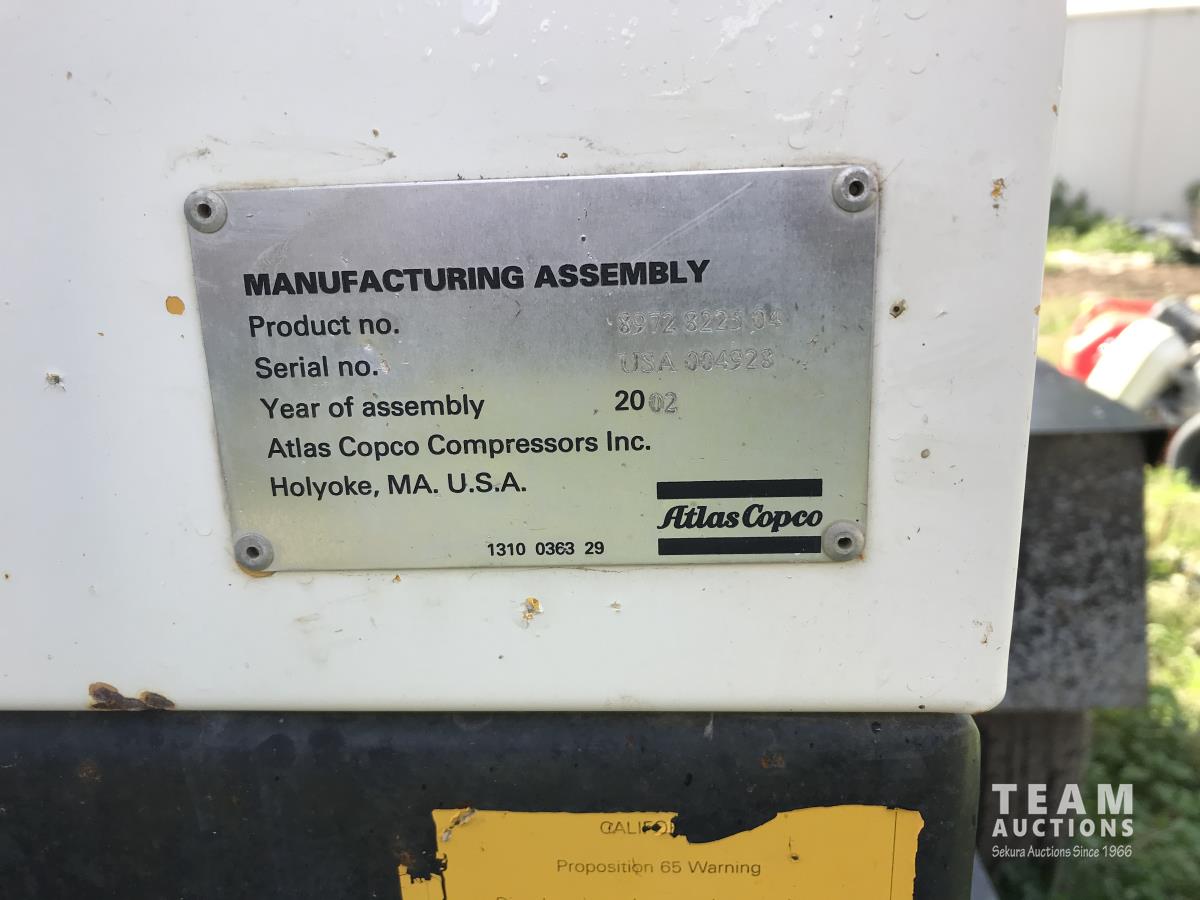 MANUFACTURING ASSEMBLY
Product no. 8972 8223 04
Serial no. USA 004928
Year of assembly 2002
Atlas Copco Compressors Inc.
Holyoke, MA. U.S.A.
Atlas Copco
1310 0363 29
Proposition 65 Warning
TEAM
AUCTIONS
Sekura Auctions Since 1966